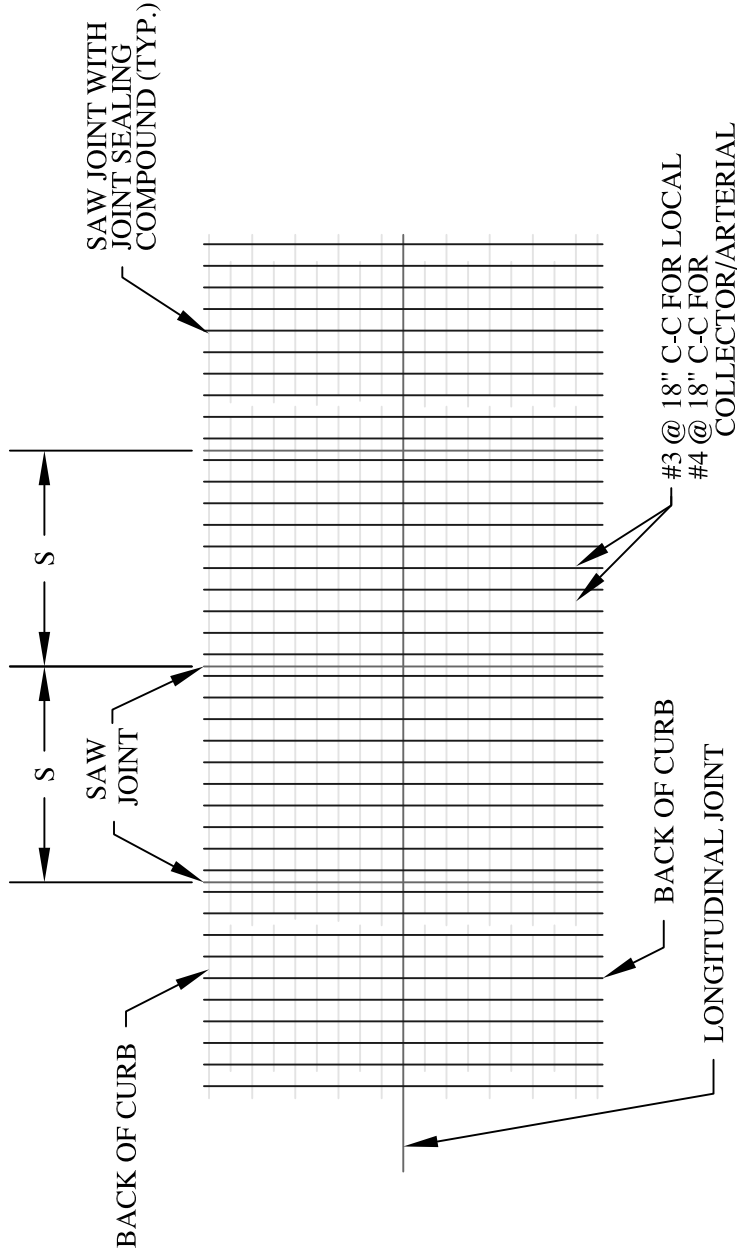 S
S
BACK OF CURB
SAW
JOINT
SAW JOINT WITH
JOINT SEALING
COMPOUND (TYP.)
BACK OF CURB
LONGITUDINAL JOINT
#3 @ 18" C-C FOR LOCAL
#4 @ 18" C-C FOR
COLLECTOR/ARTERIAL